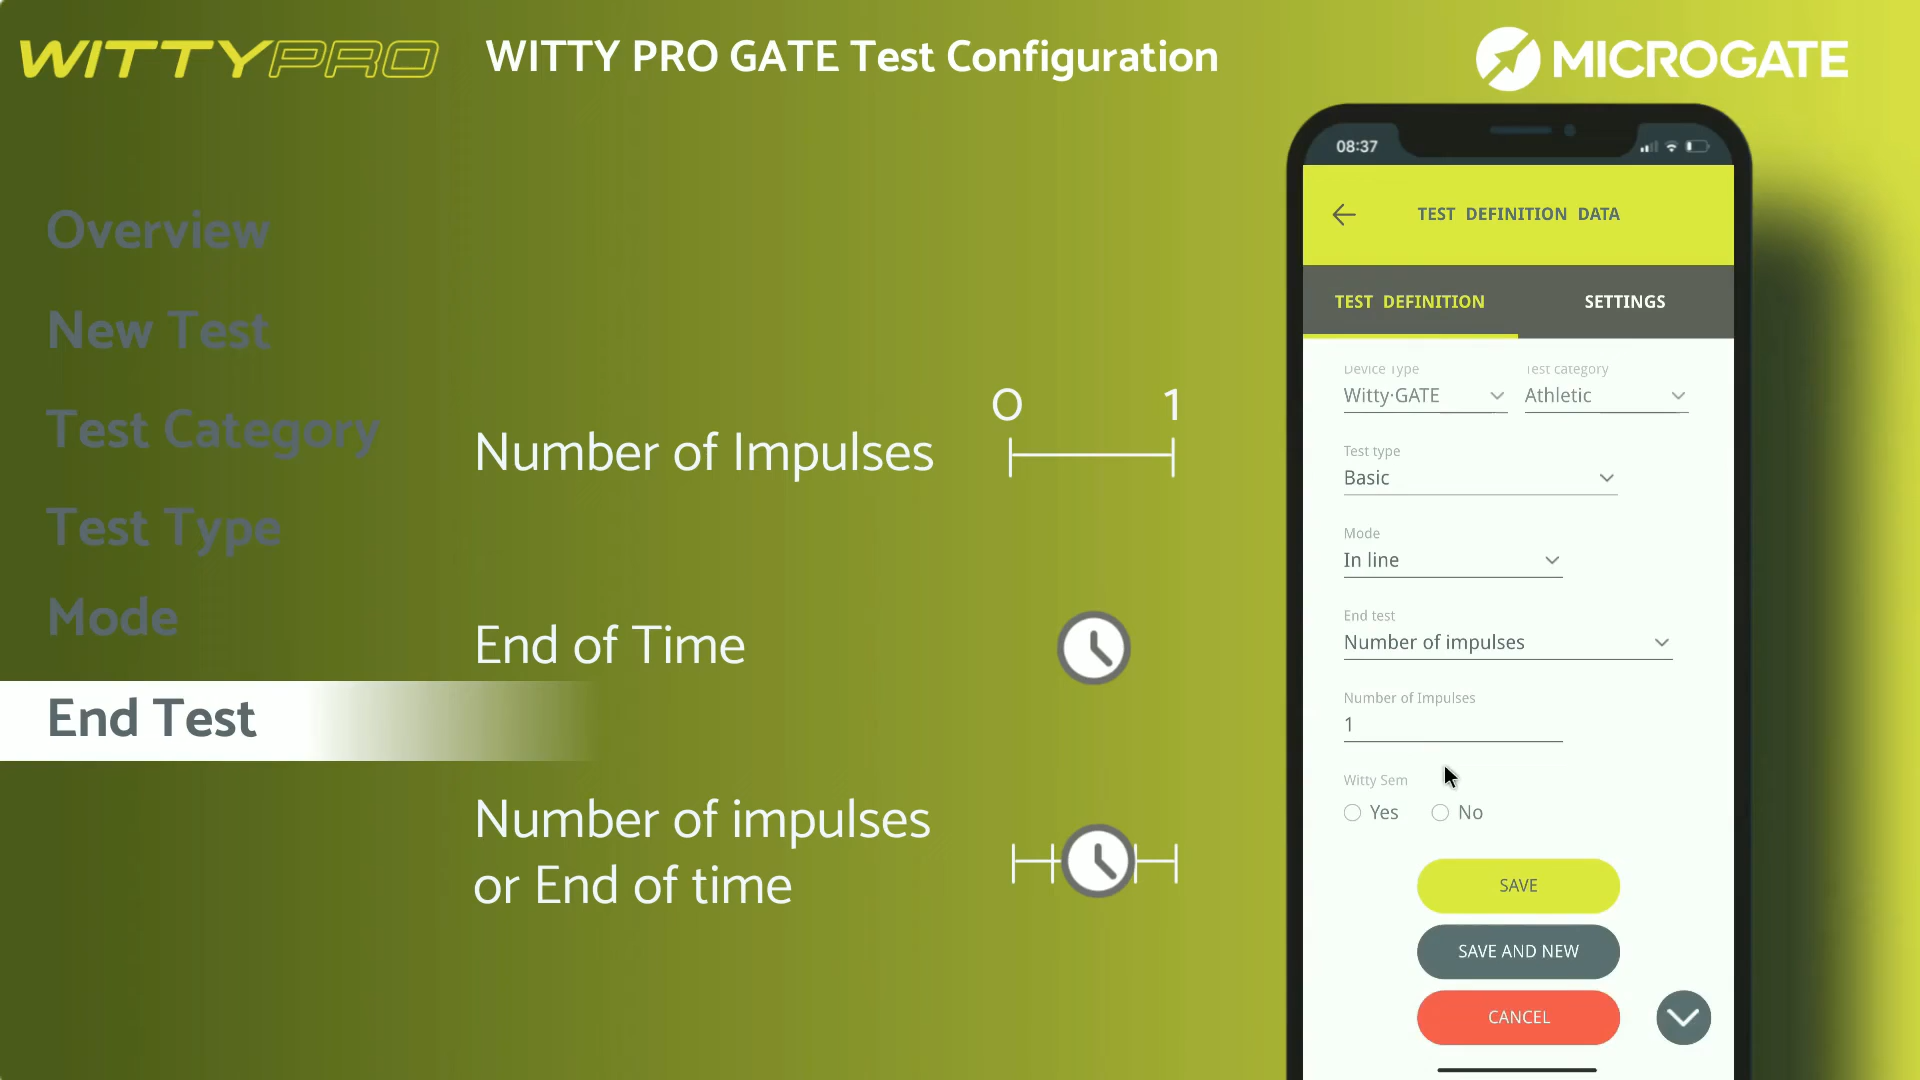 WITTYPRO
WITTY PRO GATE Test Configuration
MICROGATE
Overview
New Test
Test Category
Test Type
Mode
End Test
0 1
Number of Impulses
End of Time
Number of impulses
or End of time
08:37
TEST DEFINITION DATA
TEST DEFINITION SETTINGS
Device Type Test category
Witty·GATE Athletic
Test type
Basic
Mode
In line
End test
Number of impulses
Number of Impulses
1
Witty Sem
Yes No
SAVE
SAVE AND NEW
CANCEL